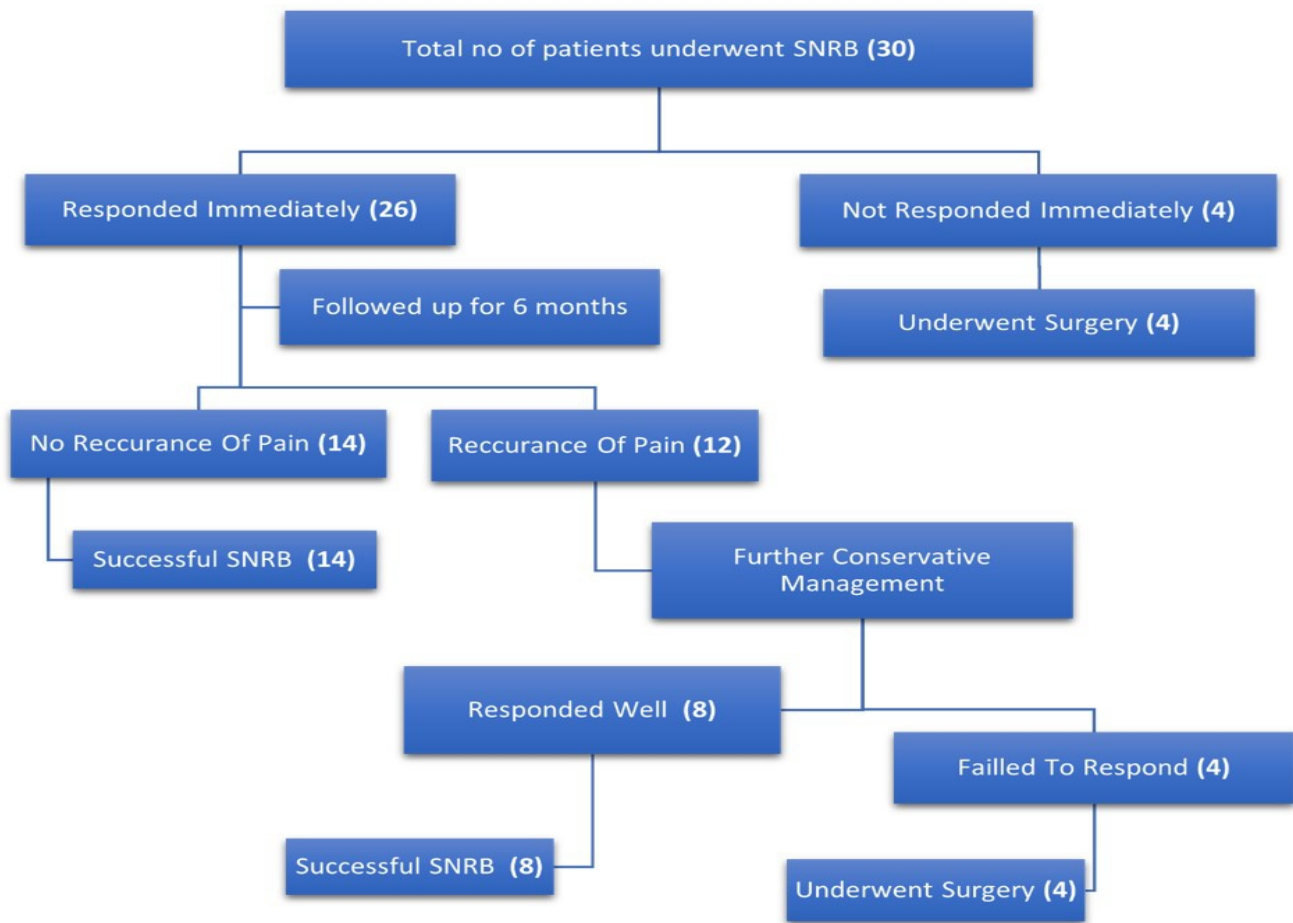 Total no of patients underwent SNRB (30)
Responded Immediately (26)
Not Responded Immediately (4)
Followed up for 6 months
Underwent Surgery (4)
No Reccurance Of Pain (14)
Reccurance Of Pain (12)
Successful SNRB (14)
Further Conservative
Management
Responded Well (8)
Failled To Respond (4)
Successful SNRB (8)
Underwent Surgery (4)